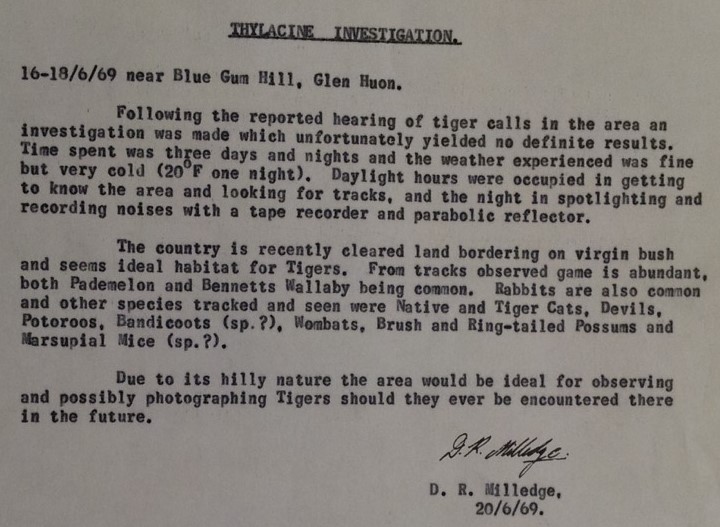 THYLACINE INVESTIGATION.
16-18/6/69 near Blue Gum Hill, Glen Huon.
Following the reported hearing of tiger calls in the area an
investigation was made which unfortunately yielded no definite results.
Time spent was three days and nights and the weather experienced was fine
but very cold (20°F one night). Daylight hours were occupied in getting
to know the area and looking for tracks, and the night in spotlighting and
recording noises with a tape recorder and parabolic reflector.
The country is recently cleared land bordering on virgin bush
and seems ideal habitat for Tigers. From tracks observed game is abundant,
both Pademelon and Bennetts Wallaby being common. Rabbits are also common
and other species tracked and seen were Native and Tiger Cats, Devils,
Potoroos, Bandicoots (sp.?), Wombats, Brush and Ring-tailed Possums and
Marsupial Mice (sp.?).
Due to its hilly nature the area would be ideal for observing
and possibly photographing Tigers should they ever be encountered there
in the future.
D.R. Milledge.
D. R. Milledge,
20/6/69.